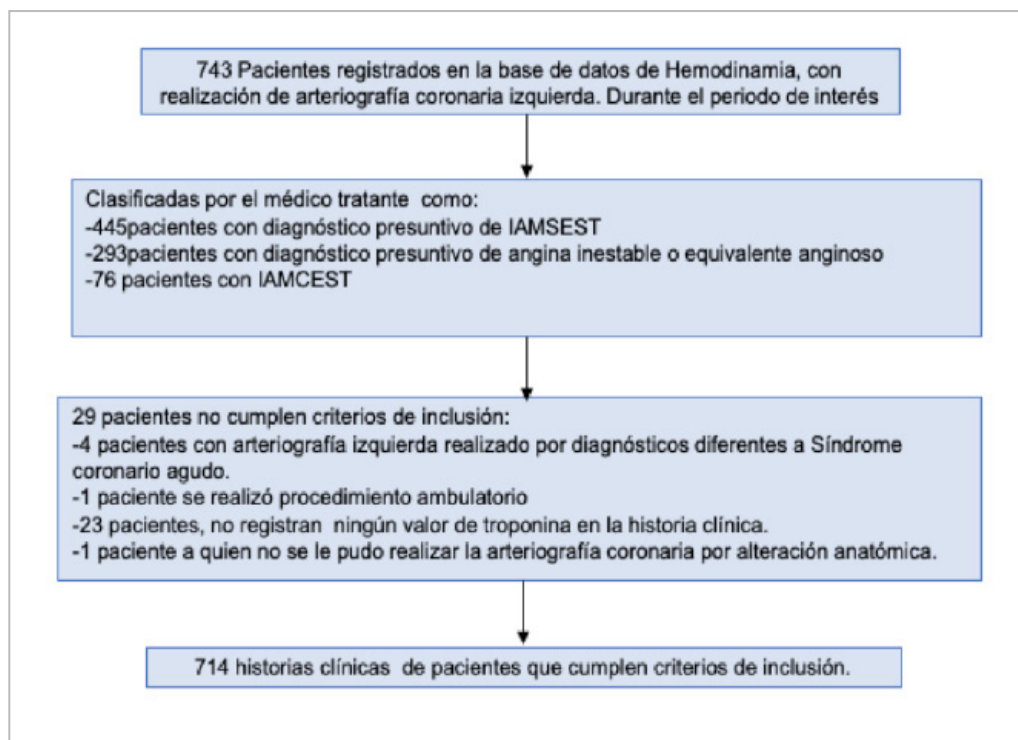 743 Pacientes registrados en la base de datos de Hemodinamia, con
realización de arteriografía coronaria izquierda. Durante el periodo de interés
Clasificadas por el médico tratante como:
-445pacientes con diagnóstico presuntivo de IAMSEST
-293pacientes con diagnóstico presuntivo de angina inestable o equivalente anginoso
-76 pacientes con IAMCEST
29 pacientes no cumplen criterios de inclusión:
-4 pacientes con arteriografía izquierda realizado por diagnósticos diferentes a Síndrome
coronario agudo.
-1 paciente se realizó procedimiento ambulatorio
-23 pacientes, no registran ningún valor de troponina en la historia clínica.
-1 paciente a quien no se le pudo realizar la arteriografía coronaria por alteración anatómica.
714 historias clínicas de pacientes que cumplen criterios de inclusión.